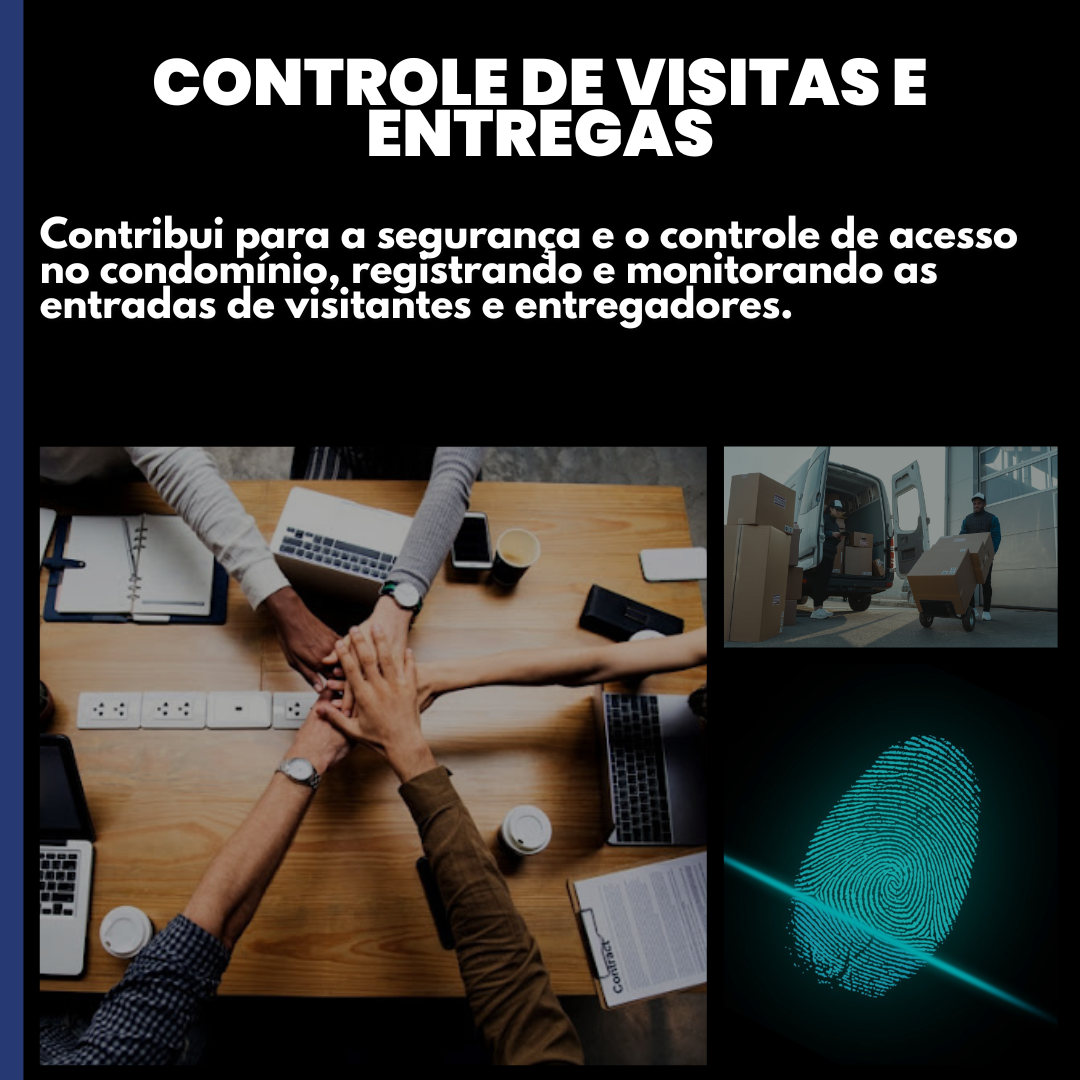 CONTROLE DE VISITAS E
ENTREGAS
Contribui para a segurança e o controle de acesso
no condomínio, registrando e monitorando as
entradas de visitantes e entregadores.
Contract